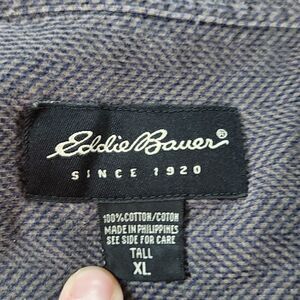 Eddie Bauer®
SINCE 1920
100%COTTON/COTON
MADE IN PHILIPPINES
SEE SIDE FOR CARE
TALL
XL